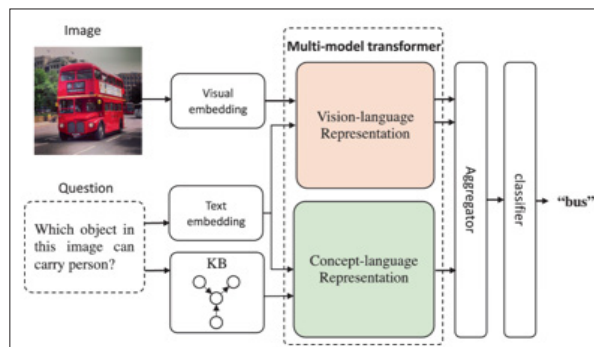 Image
Multi-model transformer
Visual
embedding
Vision-language
Representation
Question
Which object in
this image can
carry person?
Text
embedding
KB
Concept-language
Representation
Aggregator
classifier
“bus”